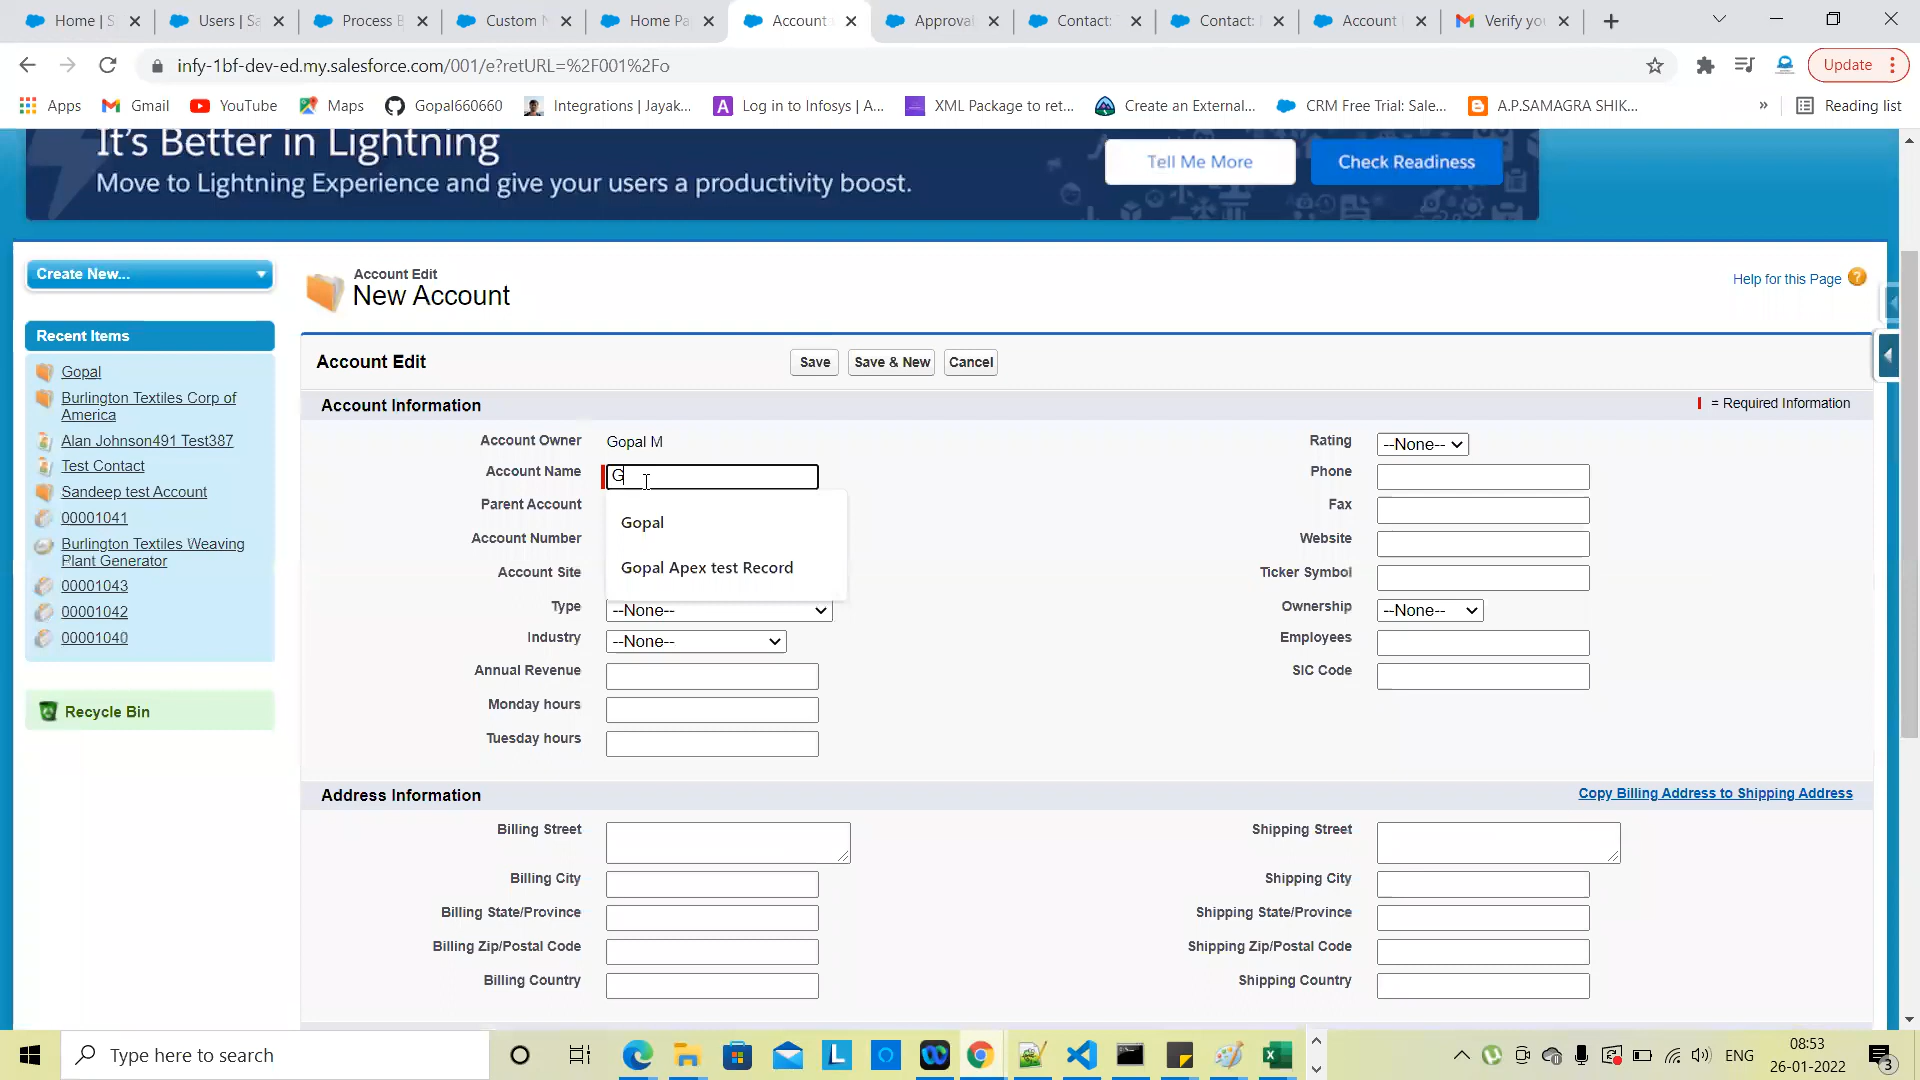 Home | S
Users | Sa
Process B
Custom N
Home Pa
Account
Approva
Contact:
Contact:
Account
Verify yo
infy-1bf-dev-ed.my.salesforce.com/001/e?retURL=%2F001%2Fo
Update
Apps
Gmail
YouTube
Maps
Gopal660660
Integrations | Jayak...
Log in to Infosys | A...
XML Package to ret...
Create an External...
CRM Free Trial: Sale...
A.P.SAMAGRA SHIK...
»
Reading list
It's Better in Lightning
Move to Lightning Experience and give your users a productivity boost.
Tell Me More
Check Readiness
Create New...
Recent Items
Gopal
Burlington Textiles Corp of
America
Alan Johnson491 Test387
Test Contact
Sandeep test Account
00001041
Burlington Textiles Weaving
Plant Generator
00001043
00001042
00001040
Recycle Bin
Account Edit
New Account
Help for this Page
Account Edit
Save
Save & New
Cancel
Account Information
= Required Information
Account Owner
Gopal M
Account Name
G
Gopal
Gopal Apex test Record
Parent Account
Account Number
Account Site
Type
--None--
Industry
--None--
Annual Revenue
Monday hours
Tuesday hours
Rating
--None--
Phone
Fax
Website
Ticker Symbol
Ownership
--None--
Employees
SIC Code
Address Information
Copy Billing Address to Shipping Address
Billing Street
Billing City
Billing State/Province
Billing Zip/Postal Code
Billing Country
Shipping Street
Shipping City
Shipping State/Province
Shipping Zip/Postal Code
Shipping Country
Type here to search
ENG
08:53
26-01-2022
3